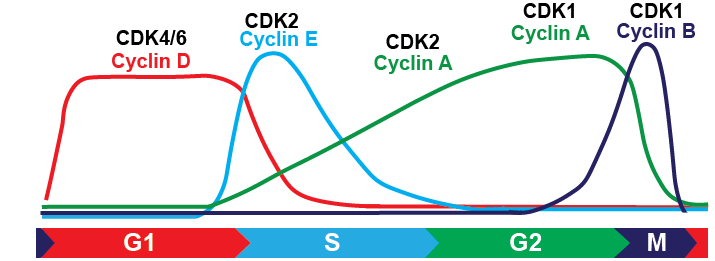 CDK4/6
Cyclin D
CDK2
Cyclin E
CDK2
Cyclin A
CDK1
Cyclin A
CDK1
Cyclin B
G1
S
G2
M